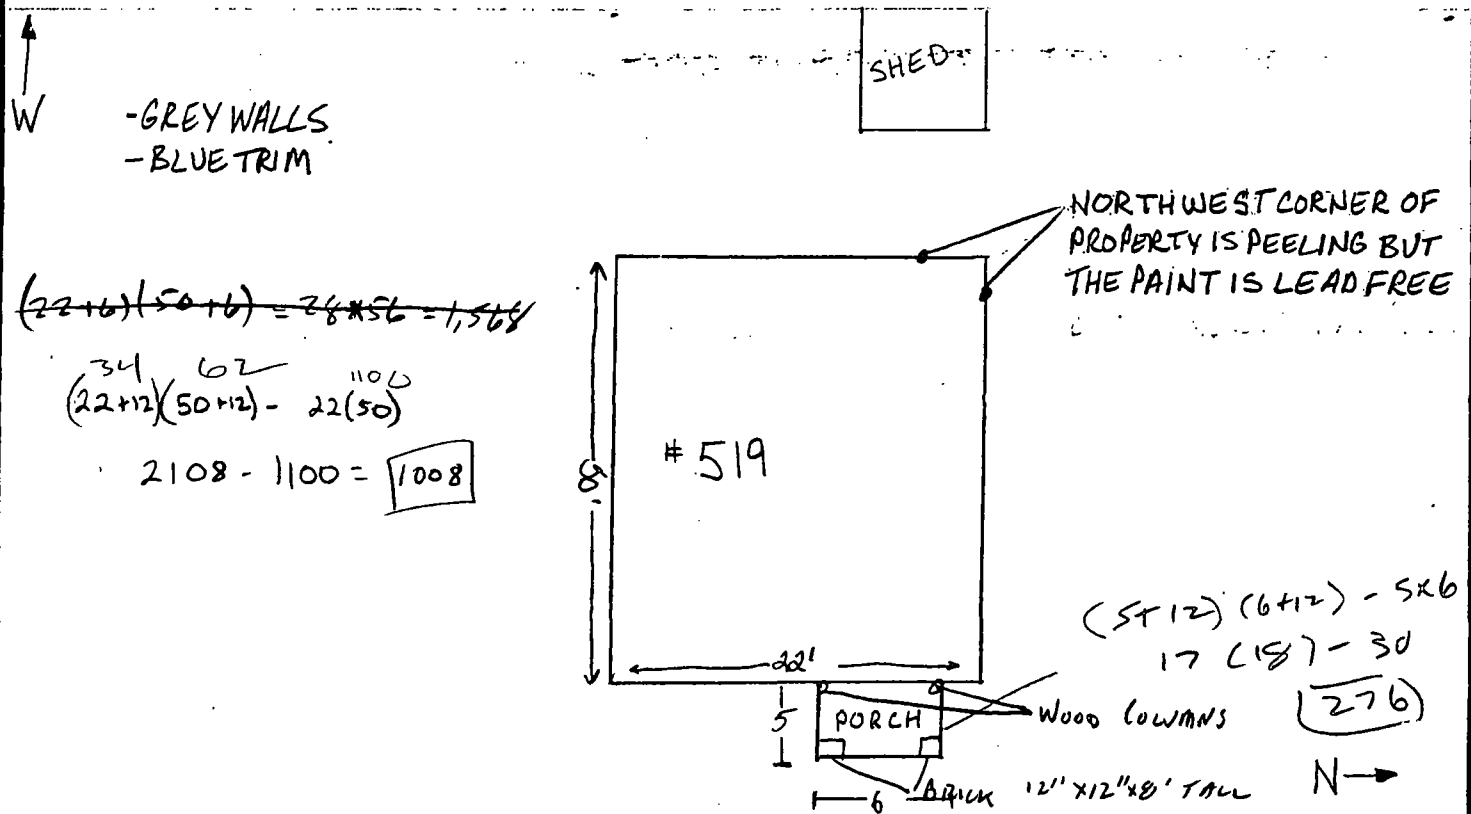 SHED
W
-GREY WALLS
-BLUE TRIM
NORTHWEST CORNER OF
PROPERTY IS PEELING BUT
THE PAINT IS LEAD FREE
(22+6)(50+6) = 28*56 = 1,568
34 62 1100
(22+12)(50+12) - 22(50)
2108 - 1100 = 1008
50'
# 519
22'
(5+12) (6+12) - 5x6
17 (18) - 30
276
5
PORCH
WOOD COLUMNS
BRICK 12"x12"x8' TALL
6
N